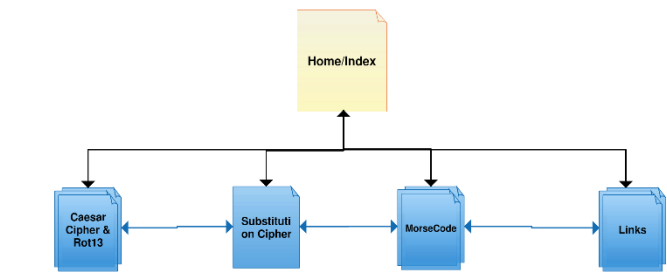 Home/Index
Caesar
Cipher &
Rot13
Substituti
on Cipher
MorseCode
Links